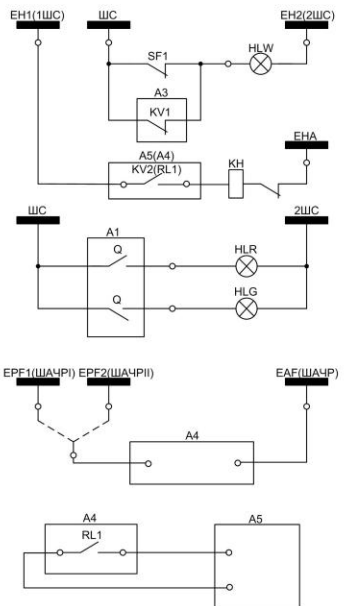 ЕН1(1ШС) ШС ЕН2(2ШС)
SF1
HLW
A3
KV1
ЕНА
A5(A4)
KV2(RL1)
КН
ШС 2ШС
A1
Q
HLR
Q
HLG
EPF1(ШАЧРI) EPF2(ШАЧРII) EAF(ШАЧР)
A4
A4 A5
RL1